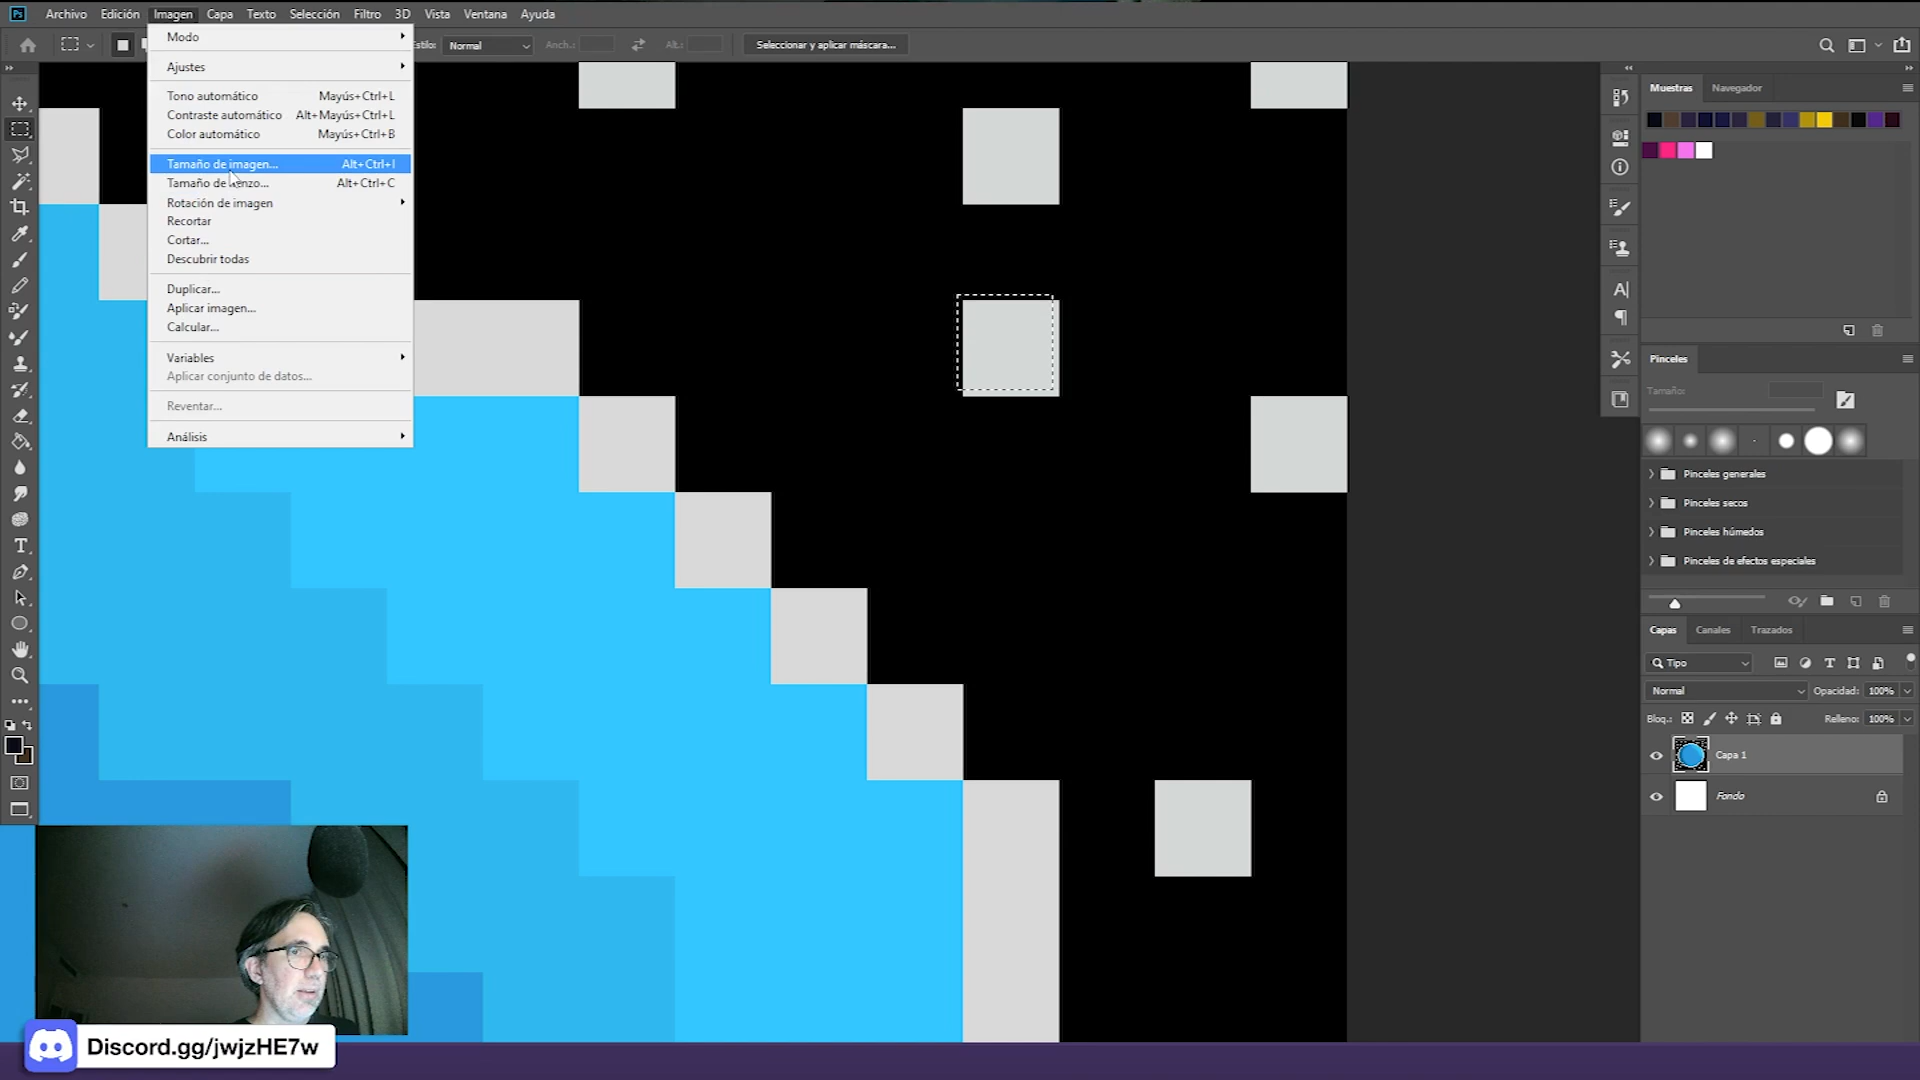 Ps
Archivo Edición Imagen Capa Texto Selección Filtro 3D Vista Ventana Ayuda
Estilo: Normal Anch.: Alt.: Seleccionar y aplicar máscara...
Modo
Ajustes
Tono automático Mayús+Ctrl+L
Contraste automático Alt+Mayús+Ctrl+L
Color automático Mayús+Ctrl+B
Tamaño de imagen... Alt+Ctrl+I
Tamaño de lienzo... Alt+Ctrl+C
Rotación de imagen
Recortar
Cortar...
Descubrir todas
Duplicar...
Aplicar imagen...
Calcular...
Variables
Aplicar conjunto de datos...
Reventar...
Análisis
Muestras Navegador
Pinceles
Tamaño:
Pinceles generales
Pinceles secos
Pinceles húmedos
Pinceles de efectos especiales
Capas Canales Trazados
Tipo
Normal Opacidad: 100%
Bloq.: Relleno: 100%
Capa 1
Fondo
Discord.gg/jwjzHE7w